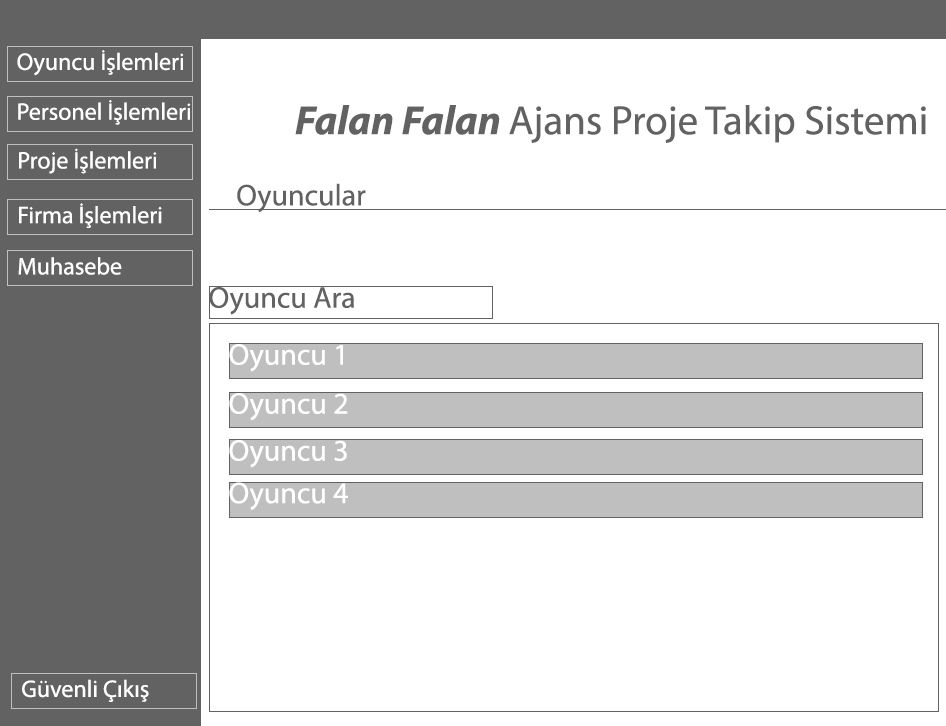 Oyuncu İşlemleri
Personel İşlemleri
Proje İşlemleri
Firma İşlemleri
Muhasebe
Güvenli Çıkış
Falan Falan Ajans Proje Takip Sistemi
Oyuncular
Oyuncu Ara
Oyuncu 1
Oyuncu 2
Oyuncu 3
Oyuncu 4